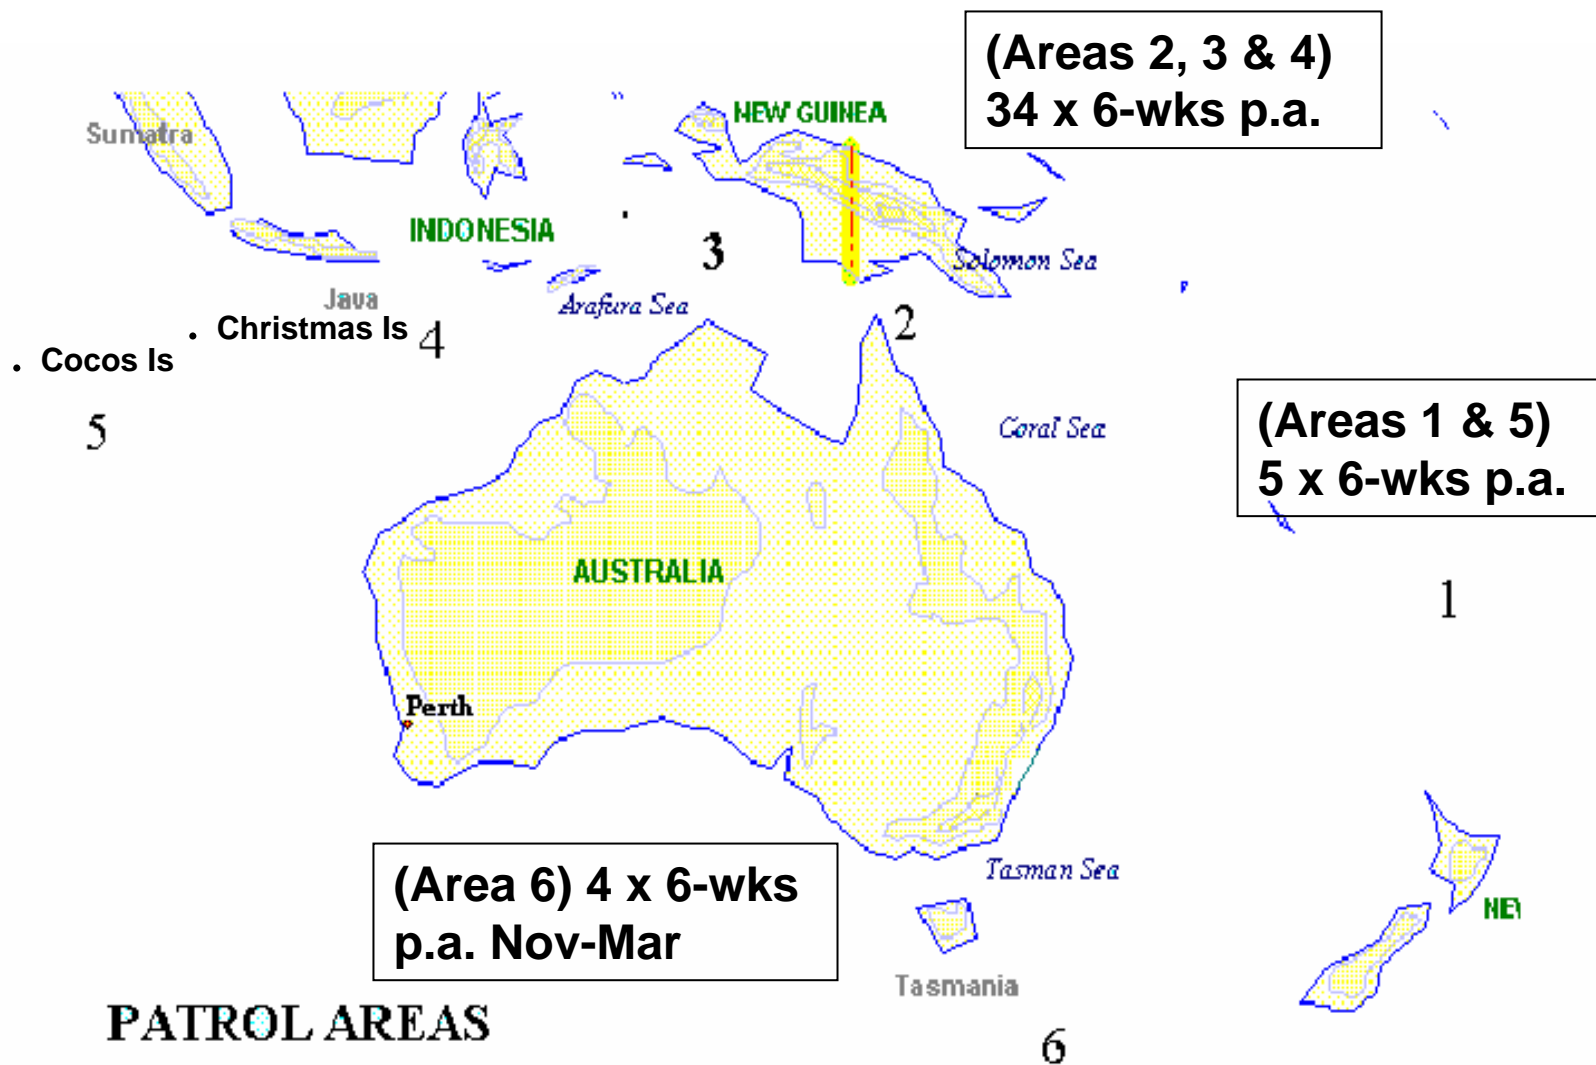 (Areas 2, 3 & 4)
34 x 6-wks p.a.
NEW GUINEA
Sumatra
INDONESIA
3
Solomon Sea
Java
Arafura Sea
. Christmas Is
4
2
. Cocos Is
5
Coral Sea
(Areas 1 & 5)
5 x 6-wks p.a.
AUSTRALIA
1
Perth
(Area 6) 4 x 6-wks
p.a. Nov-Mar
Tasman Sea
NEW
Tasmania
PATROL AREAS
6